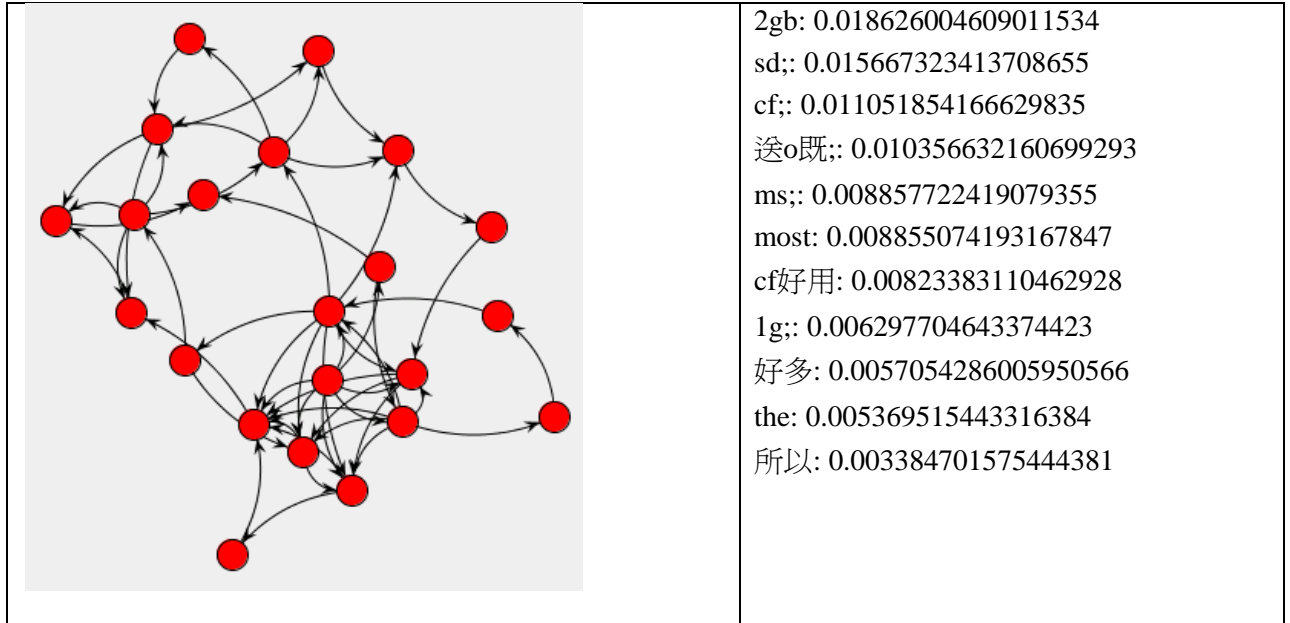 2gb: 0.018626004609011534
sd;: 0.015667323413708655
cf;: 0.011051854166629835
送o既;: 0.010356632160699293
ms;: 0.008857722419079355
most: 0.008855074193167847
cf好用: 0.00823383110462928
1g;: 0.006297704643374423
好多: 0.0057054286005950566
the: 0.005369515443316384
所以: 0.003384701575444381